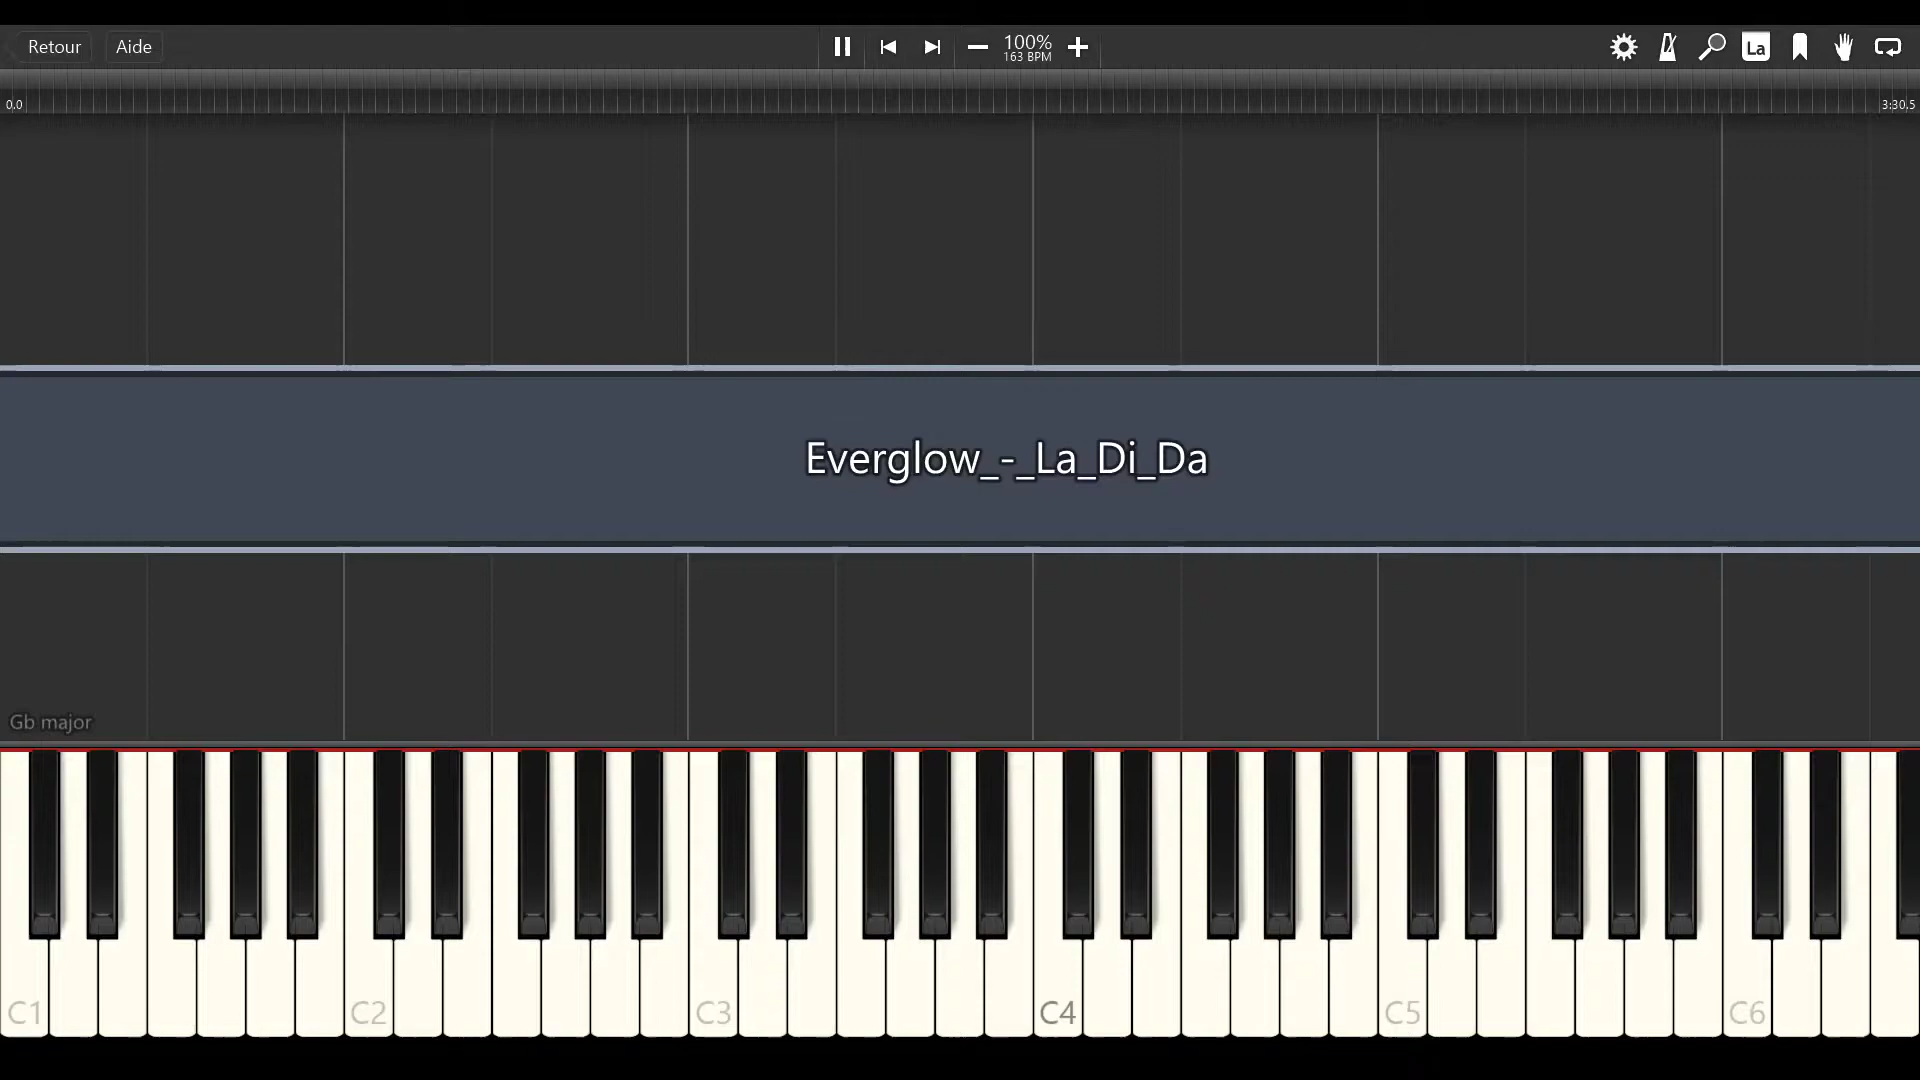 Retour Aide 100% La
163 BPM
0.0 3:30.5
Everglow_-_La_Di_Da
Gb major
C1 C2 C3 C4 C5 C6